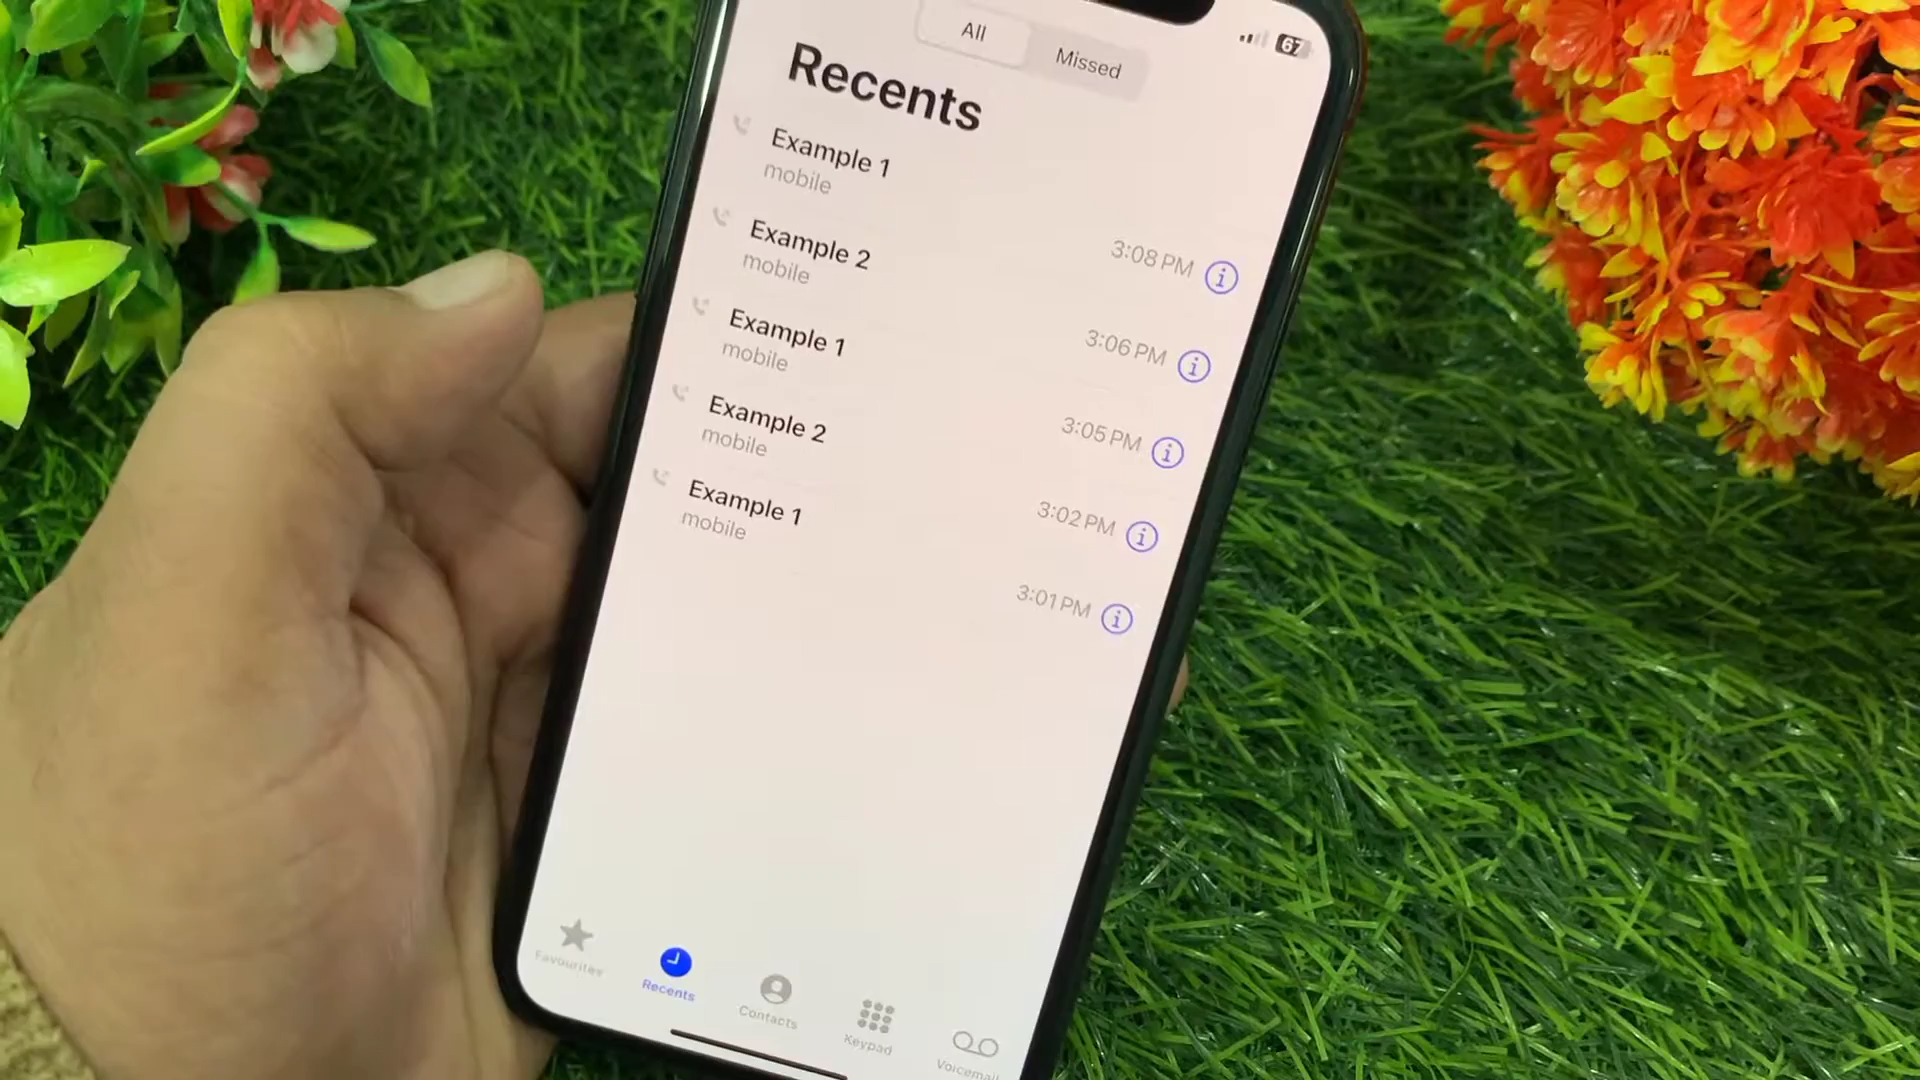 All
Missed
67
Recents
Example 1
mobile
3:08 PM
Example 2
mobile
3:06 PM
Example 1
mobile
3:05 PM
Example 2
mobile
3:02 PM
Example 1
mobile
3:01 PM
Favourites
Recents
Contacts
Keypad
Voicemail